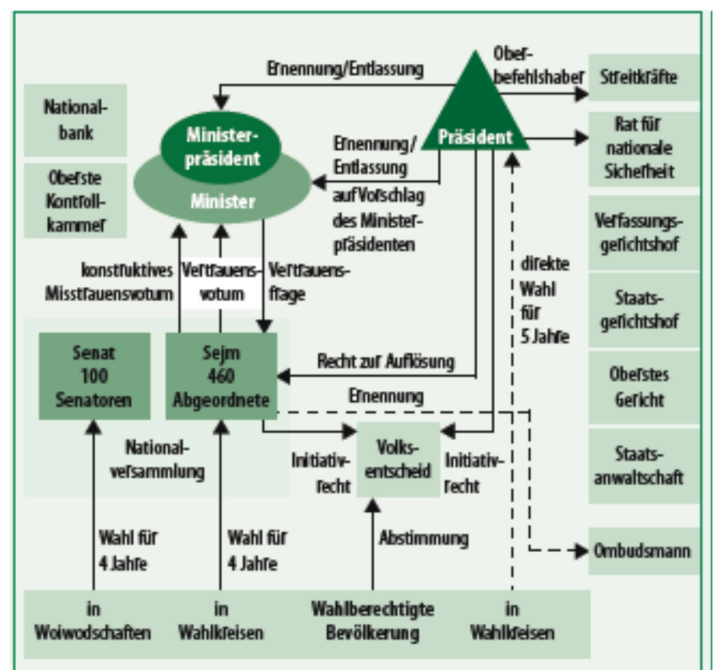 Ernennung/Entlassung
Ober-
befehlshaber
Streitkräfte
National-
bank
Minister-
präsident
Präsident
Rat für
nationale
Sicherheit
Ernennung/
Entlassung
auf Vorschlag
des Minister-
präsidenten
Oberste
Kontroll-
kammer
Minister
Verfassungs-
gerichtshof
konstruktives
Misstrauensvotum
Vertrauens-
votum
Vertrauens-
frage
direkte
Wahl
für
5 Jahre
Staats-
gerichtshof
Senat
100
Senatoren
Sejm
460
Abgeordnete
Recht zur Auflösung
Ernennung
Oberstes
Gericht
National-
versammlung
Initiativ-
recht
Volks-
entscheid
Initiativ-
recht
Staats-
anwaltschaft
Wahl für
4 Jahre
Wahl für
4 Jahre
Abstimmung
Ombudsmann
in
Woiwodschaften
in
Wahlkreisen
Wahlberechtigte
Bevölkerung
in
Wahlkreisen